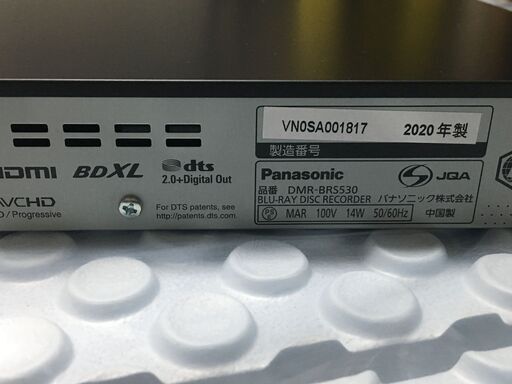 VN0SA001817 2020年製
製造番号
HDMI BDXL dts
2.0+Digital Out
AVCHD
Progressive
For DTS patents, see
http://patents.dts.com.
Panasonic JQA
品番 DMR-BRS530
BLU-RAY DISC RECORDER パナソニック株式会社
PSE MAR 100V 14W 50/60Hz 中国製